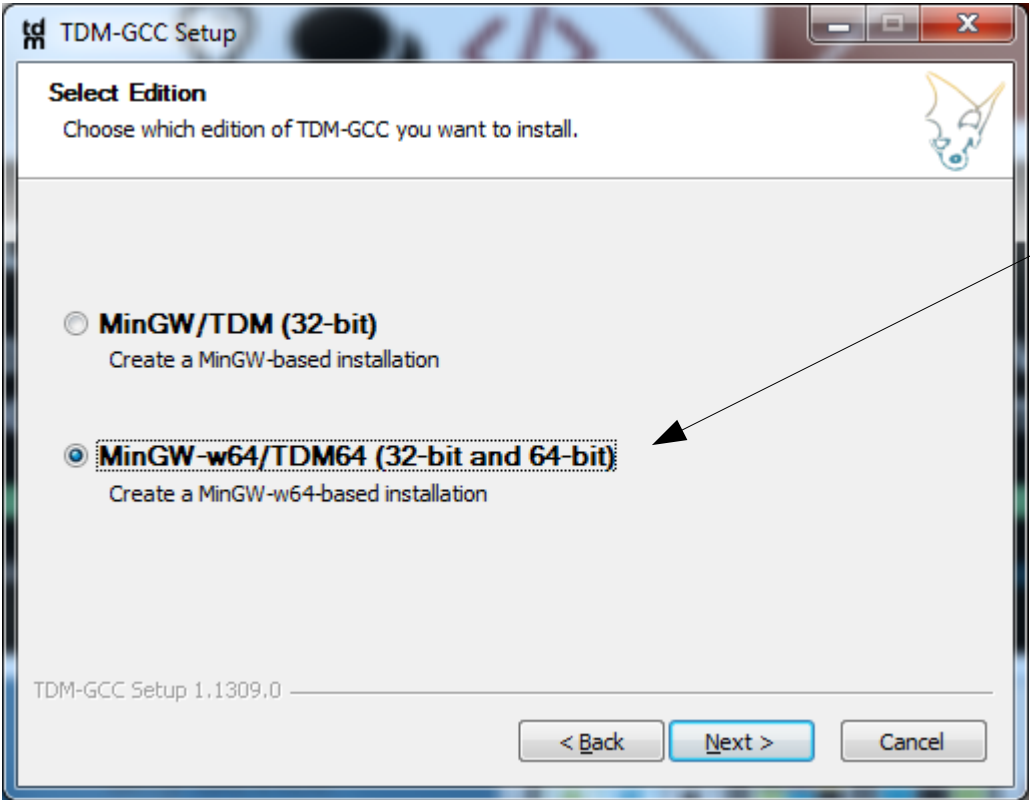 tdm TDM-GCC Setup
Select Edition
Choose which edition of TDM-GCC you want to install.
MinGW/TDM (32-bit)
Create a MinGW-based installation
MinGW-w64/TDM64 (32-bit and 64-bit)
Create a MinGW-w64-based installation
TDM-GCC Setup 1.1309.0
< Back Next > Cancel